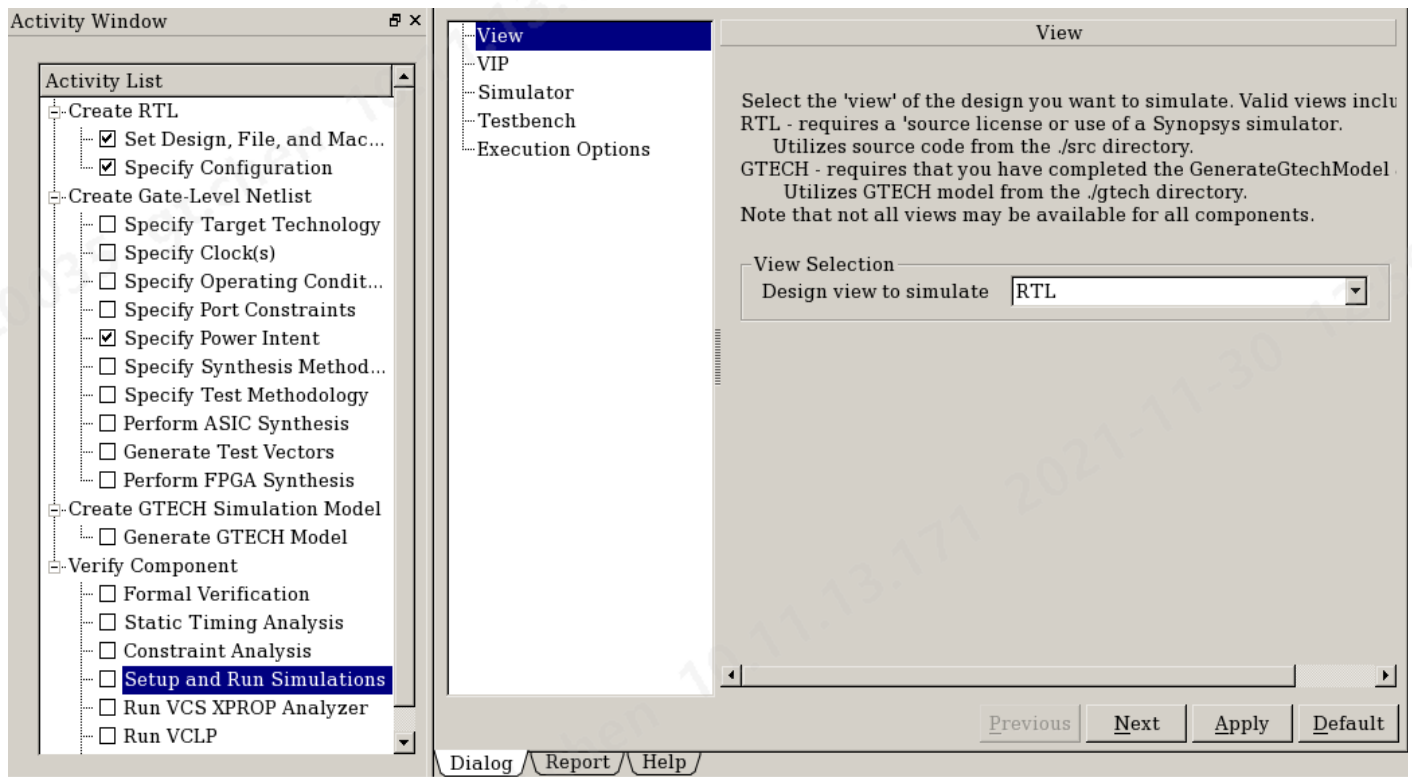 Activity Window
Activity List
Create RTL
Set Design, File, and Mac...
Specify Configuration
Create Gate-Level Netlist
Specify Target Technology
Specify Clock(s)
Specify Operating Condit...
Specify Port Constraints
Specify Power Intent
Specify Synthesis Method...
Specify Test Methodology
Perform ASIC Synthesis
Generate Test Vectors
Perform FPGA Synthesis
Create GTECH Simulation Model
Generate GTECH Model
Verify Component
Formal Verification
Static Timing Analysis
Constraint Analysis
Setup and Run Simulations
Run VCS XPROP Analyzer
Run VCLP
View
VIP
Simulator
Testbench
Execution Options
View
Select the 'view' of the design you want to simulate. Valid views inclu
RTL - requires a 'source license or use of a Synopsys simulator.
Utilizes source code from the ./src directory.
GTECH - requires that you have completed the GenerateGtechModel
Utilizes GTECH model from the ./gtech directory.
Note that not all views may be available for all components.
View Selection
Design view to simulate RTL
Previous Next Apply Default
Dialog Report Help
10.11.13.171 2021-11-30